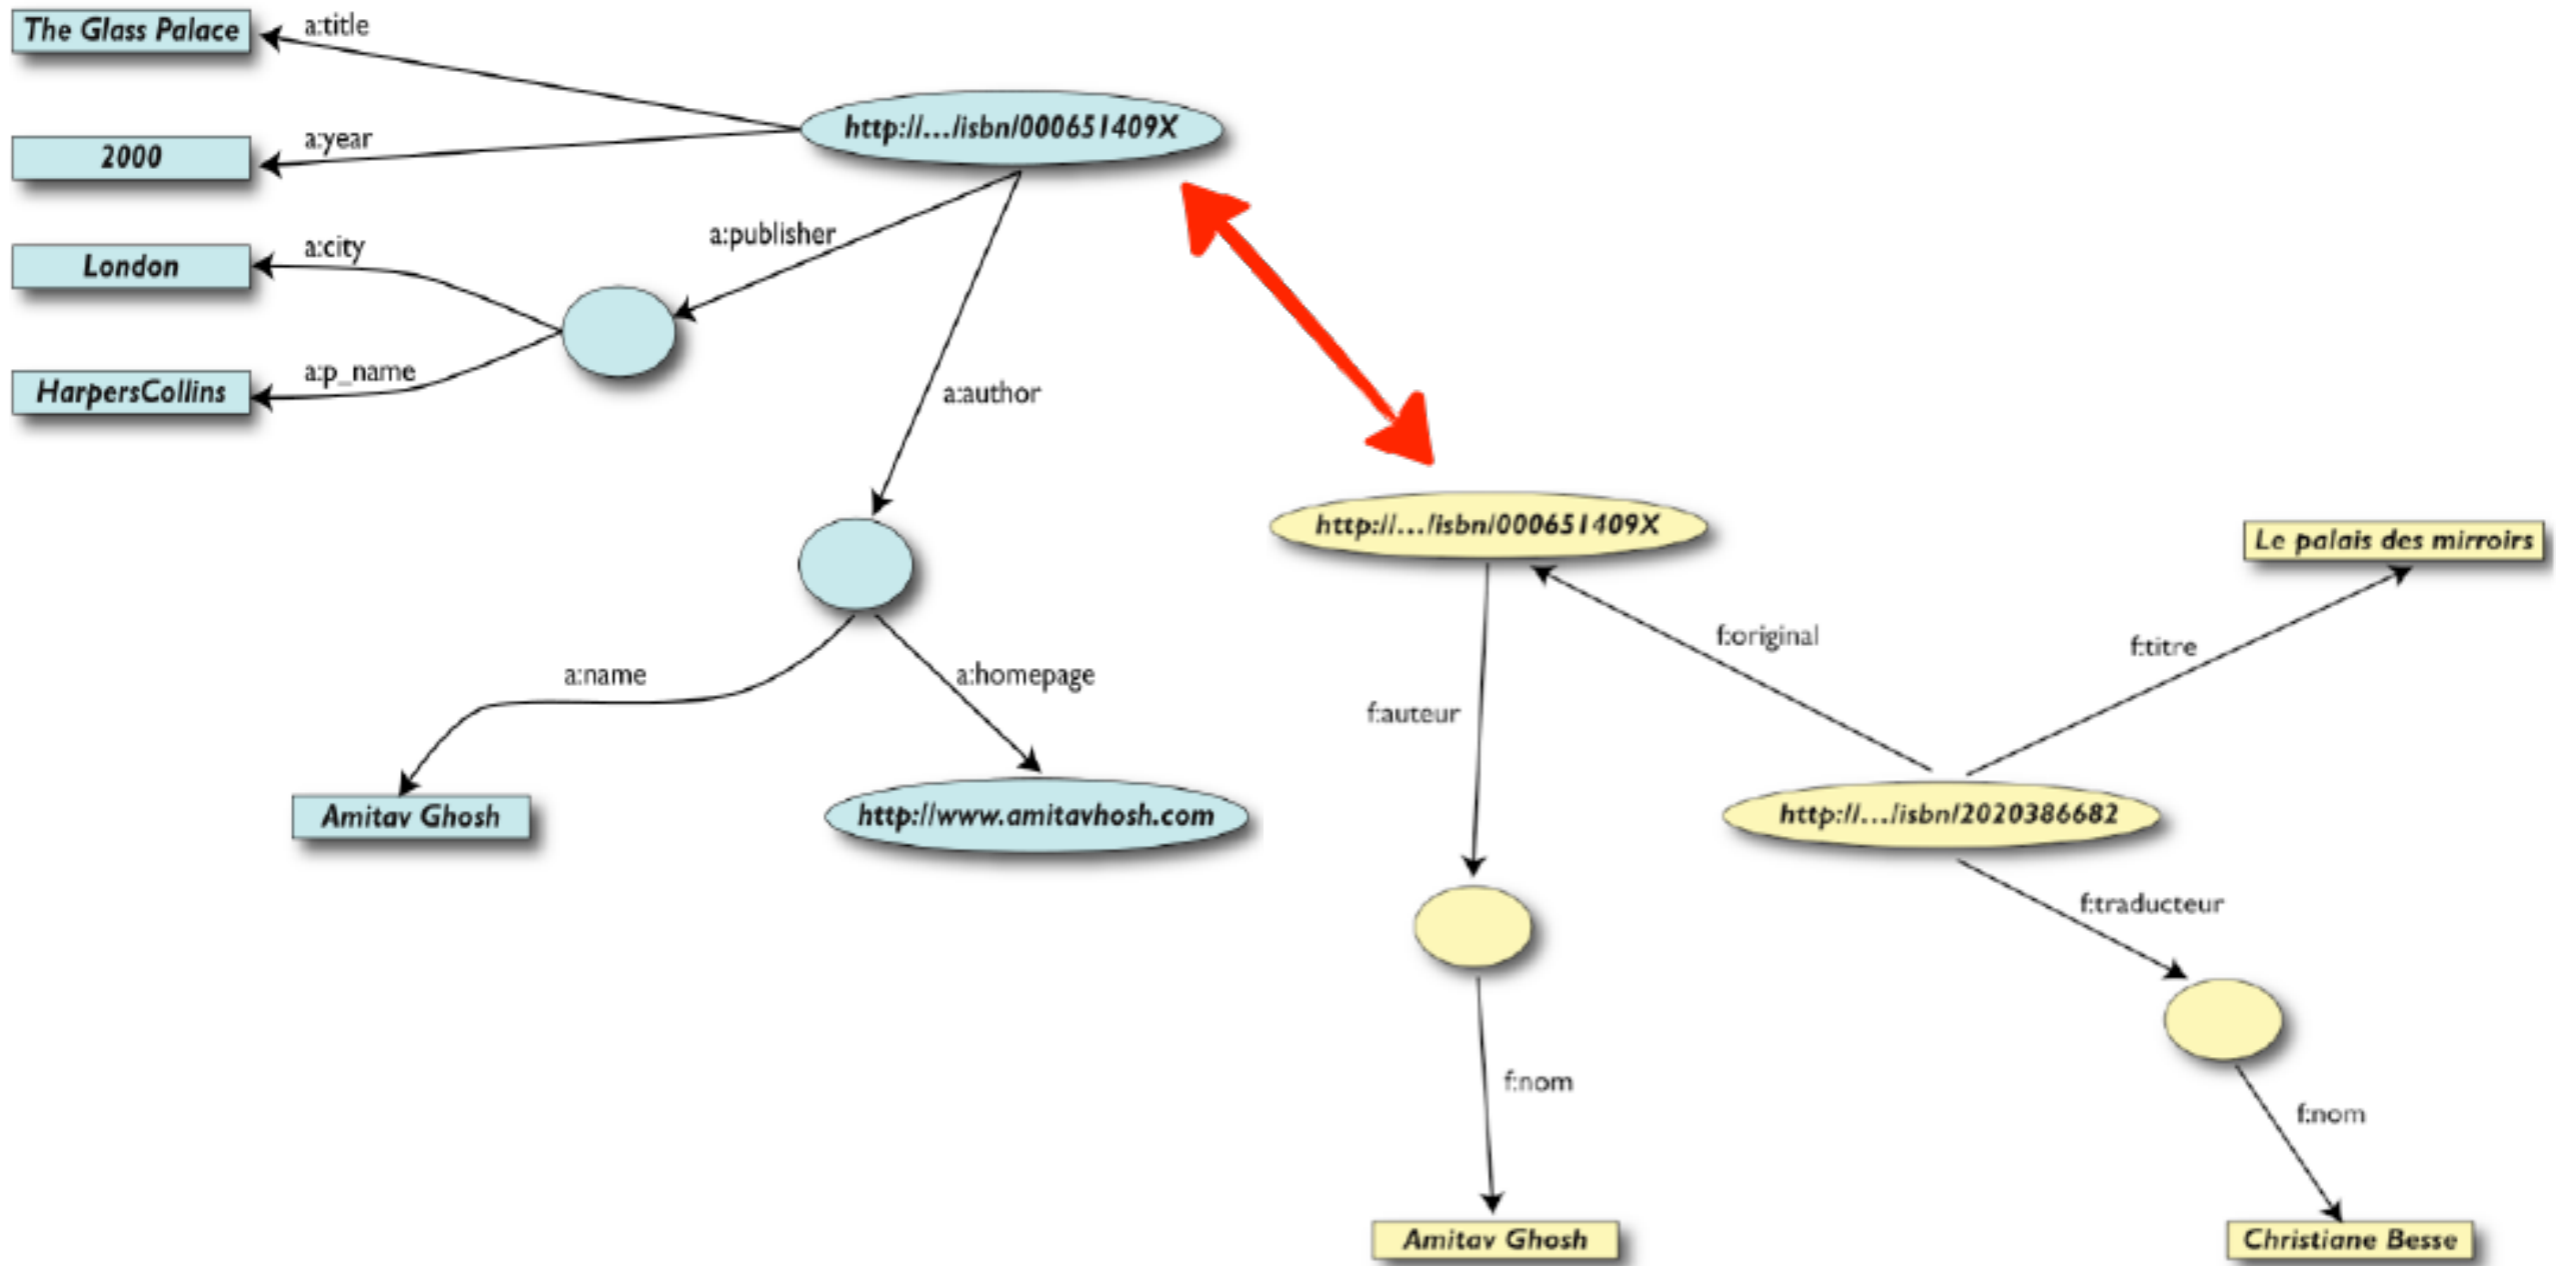 The Glass Palace
a:title
http://.../isbn/000651409X
a:year
2000
a:publisher
a:city
London
a:p_name
HarpersCollins
a:author
http://.../isbn/000651409X
Le palais des mirroirs
f:original
f:titre
a:name
a:homepage
f:auteur
Amitav Ghosh
http://www.amitavhosh.com
http://.../isbn/2020386682
f:traducteur
f:nom
f:nom
Amitav Ghosh
Christiane Besse